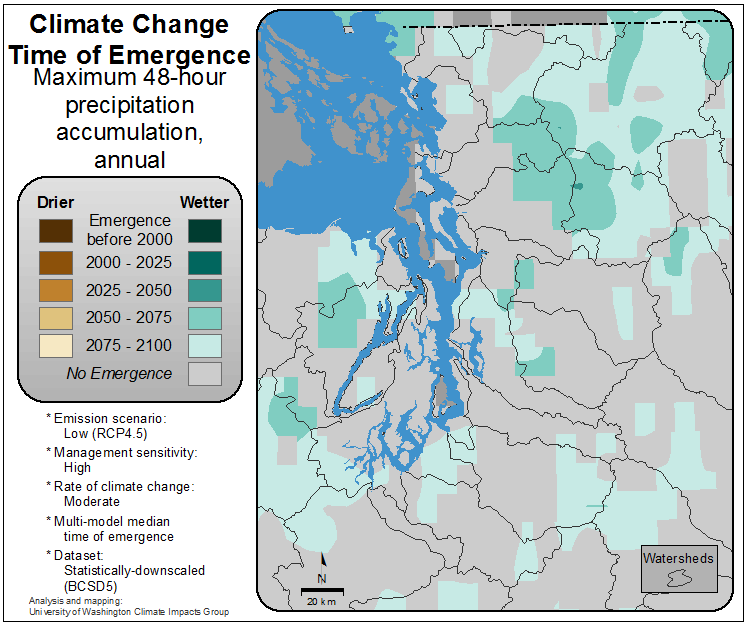 Climate Change
Time of Emergence
Maximum 48-hour
precipitation
accumulation,
annual
Drier Wetter
Emergence
before 2000
2000 - 2025
2025 - 2050
2050 - 2075
2075 - 2100
No Emergence
* Emission scenario:
Low (RCP4.5)
* Management sensitivity:
High
* Rate of climate change:
Moderate
* Multi-model median
time of emergence
* Dataset:
Statistically-downscaled
(BCSD5)
Analysis and mapping:
University of Washington Climate Impacts Group
N
20 km
Watersheds